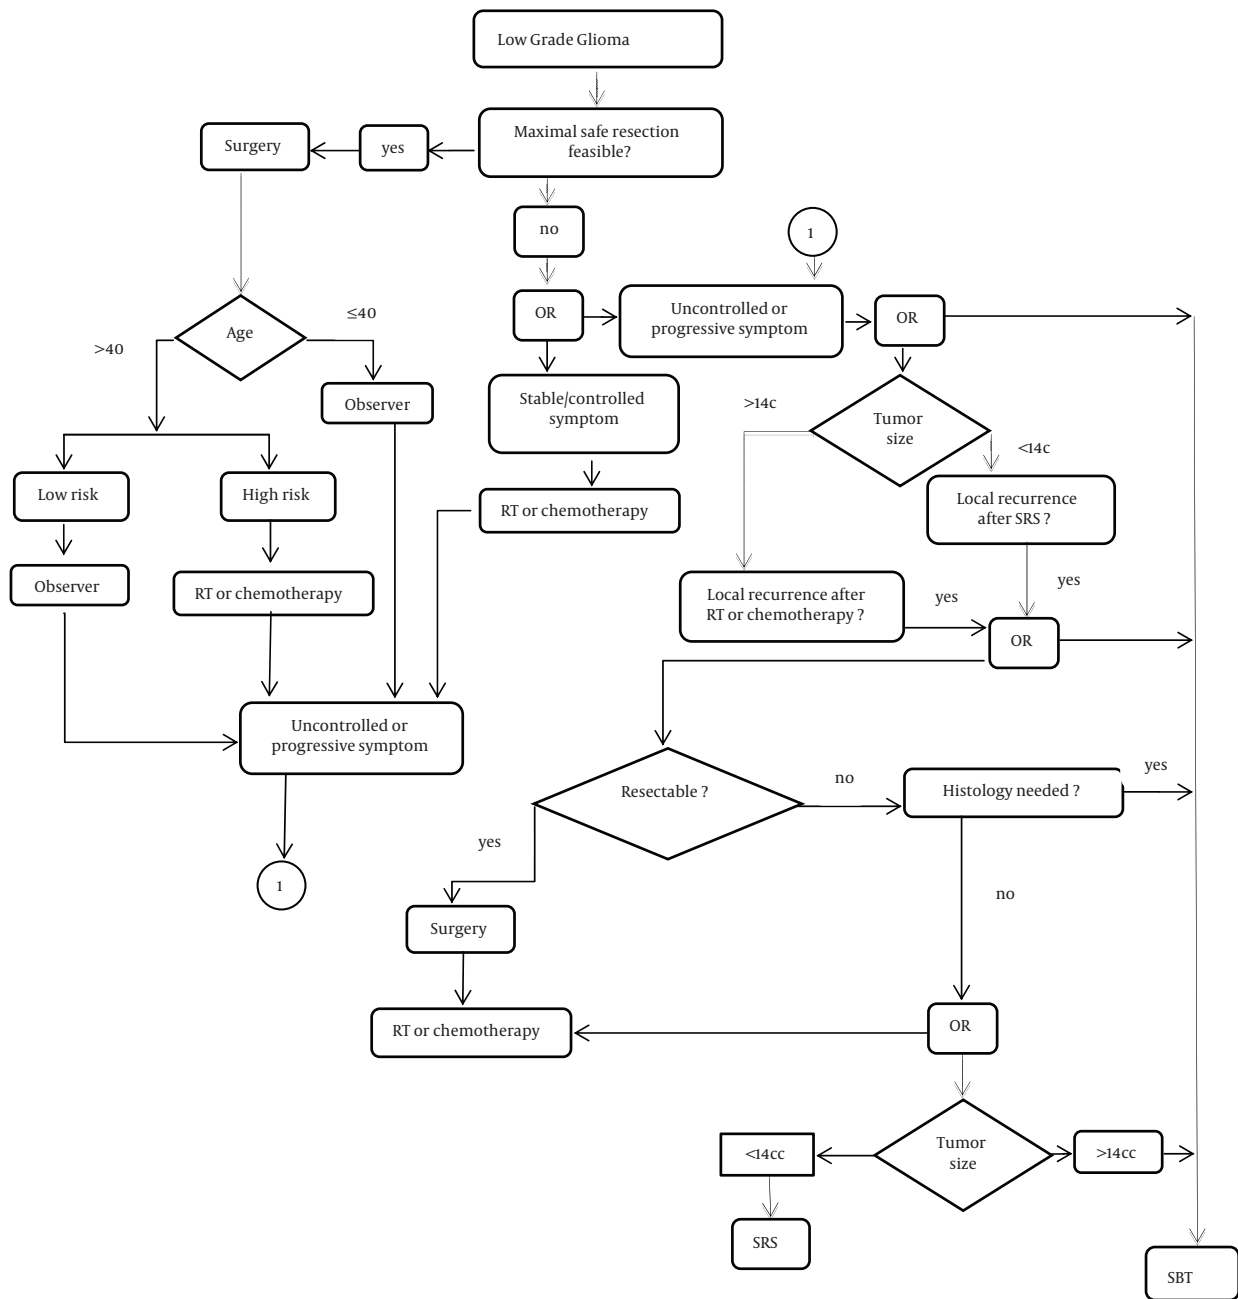 Low Grade Glioma
Maximal safe resection
feasible?
yes
Surgery
no
1
OR
Uncontrolled or
progressive symptom
OR
Age
≤40
>40
Observer
Stable/controlled
symptom
>14c
Tumor
size
<14c
Low risk
High risk
RT or chemotherapy
Local recurrence
after SRS ?
Observer
RT or chemotherapy
Local recurrence after
RT or chemotherapy ?
yes
yes
OR
Uncontrolled or
progressive symptom
Resectable ?
no
Histology needed ?
yes
yes
1
no
Surgery
RT or chemotherapy
OR
<14cc
Tumor
size
>14cc
SRS
SBT